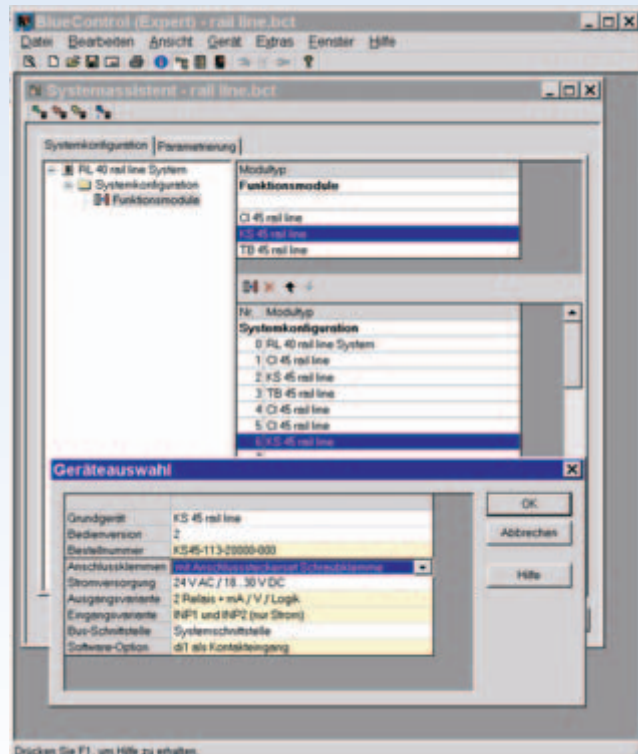 BlueControl (Expert) - rail line.bct
Datei Bearbeiten Ansicht Gerät Extras Fenster Hilfe
Systemassistent - rail line.bct
Systemkonfiguration Parametrierung
RL 40 rail line System
Systemkonfiguration
Funktionsmodule
Modultyp
Funktionsmodule
CI 45 rail line
KS 45 rail line
TB 45 rail line
Nr. Modultyp
Systemkonfiguration
0 RL 40 rail line System
1 CI 45 rail line
2 KS 45 rail line
3 TB 45 rail line
4 CI 45 rail line
5 CI 45 rail line
6 KS 45 rail line
Geräteauswahl
Grundgerät KS 45 rail line
Bedienversion 2
Bestellnummer KS45-113-20000-000
Anschlussklemmen mit Anschlusssteckerset Schraubklemme
Stromversorgung 24 V AC / 18...30 V DC
Ausgangsvariante 2 Relais + mA / V / Logik
Eingangsvariante INP1 und INP2 (nur Strom)
Bus-Schnittstelle Systemschnittstelle
Software-Option di1 als Kontakteingang
OK
Abbrechen
Hilfe
Drücken Sie F1, um Hilfe zu erhalten.